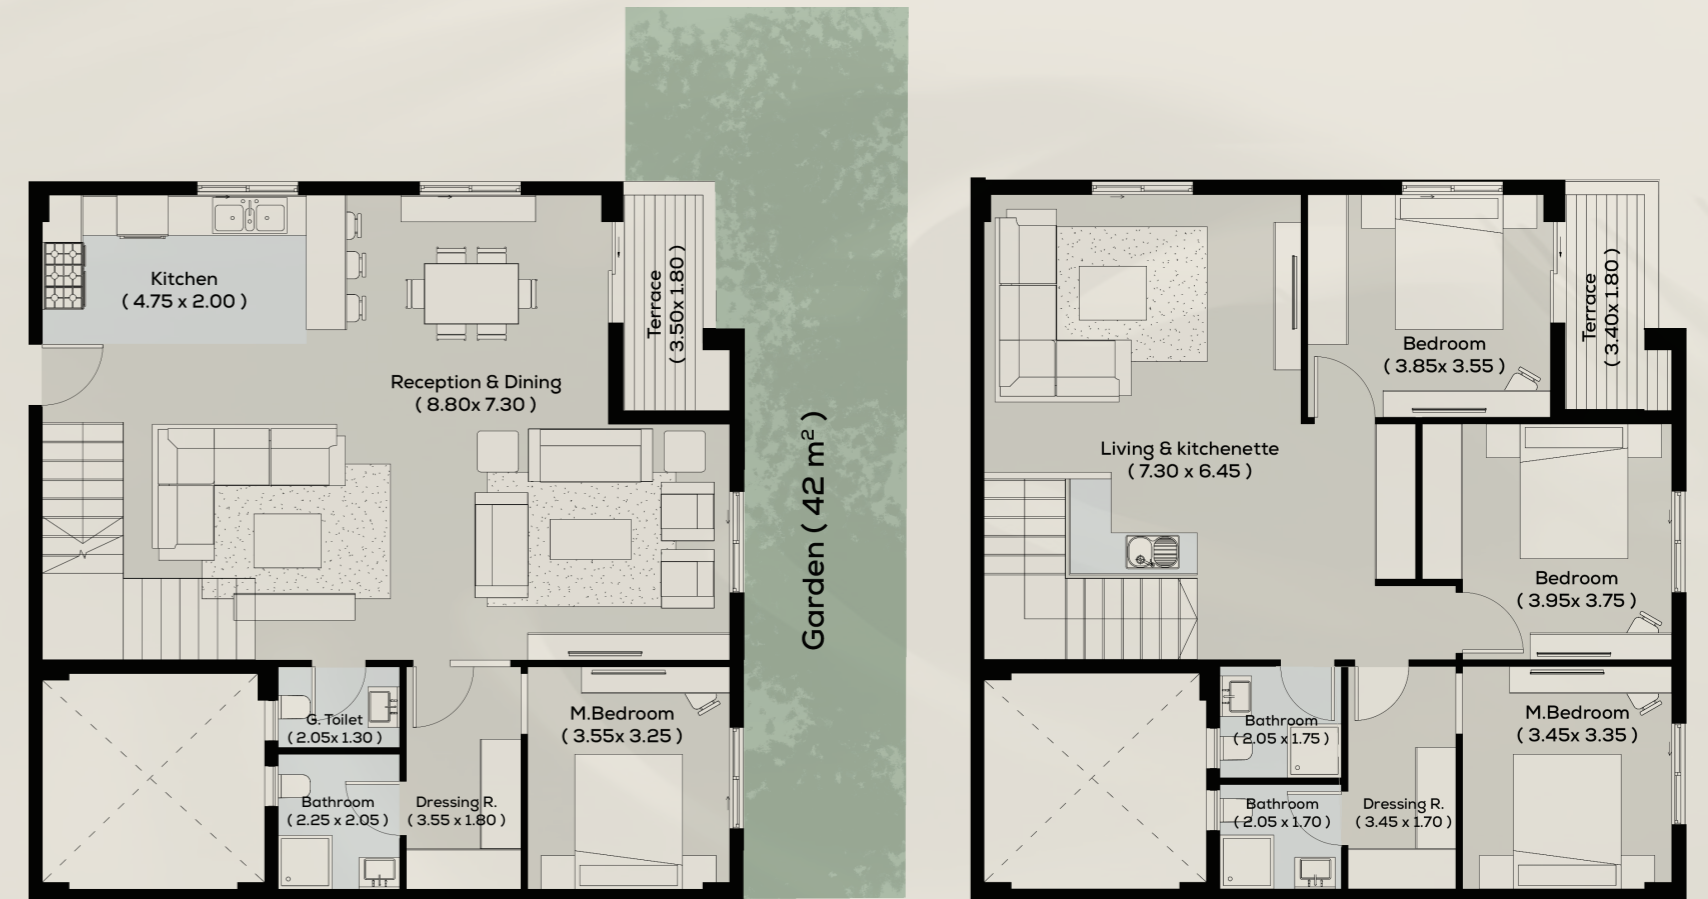 Kitchen
( 4.75 x 2.00 )
Reception & Dining
( 8.80x 7.30 )
Terrace
( 3.50x 1.80 )
Garden ( 42 m² )
G. Toilet
( 2.05x 1.30 )
Bathroom
( 2.25 x 2.05 )
Dressing R.
( 3.55 x 1.80 )
M.Bedroom
( 3.55x 3.25 )
Bedroom
( 3.85x 3.55 )
Terrace
( 3.40x 1.80 )
Living & kitchenette
( 7.30 x 6.45 )
Bedroom
( 3.95x 3.75 )
Bathroom
( 2.05 x 1.75 )
M.Bedroom
( 3.45x 3.35 )
Bathroom
( 2.05 x 1.70 )
Dressing R.
( 3.45 x 1.70 )